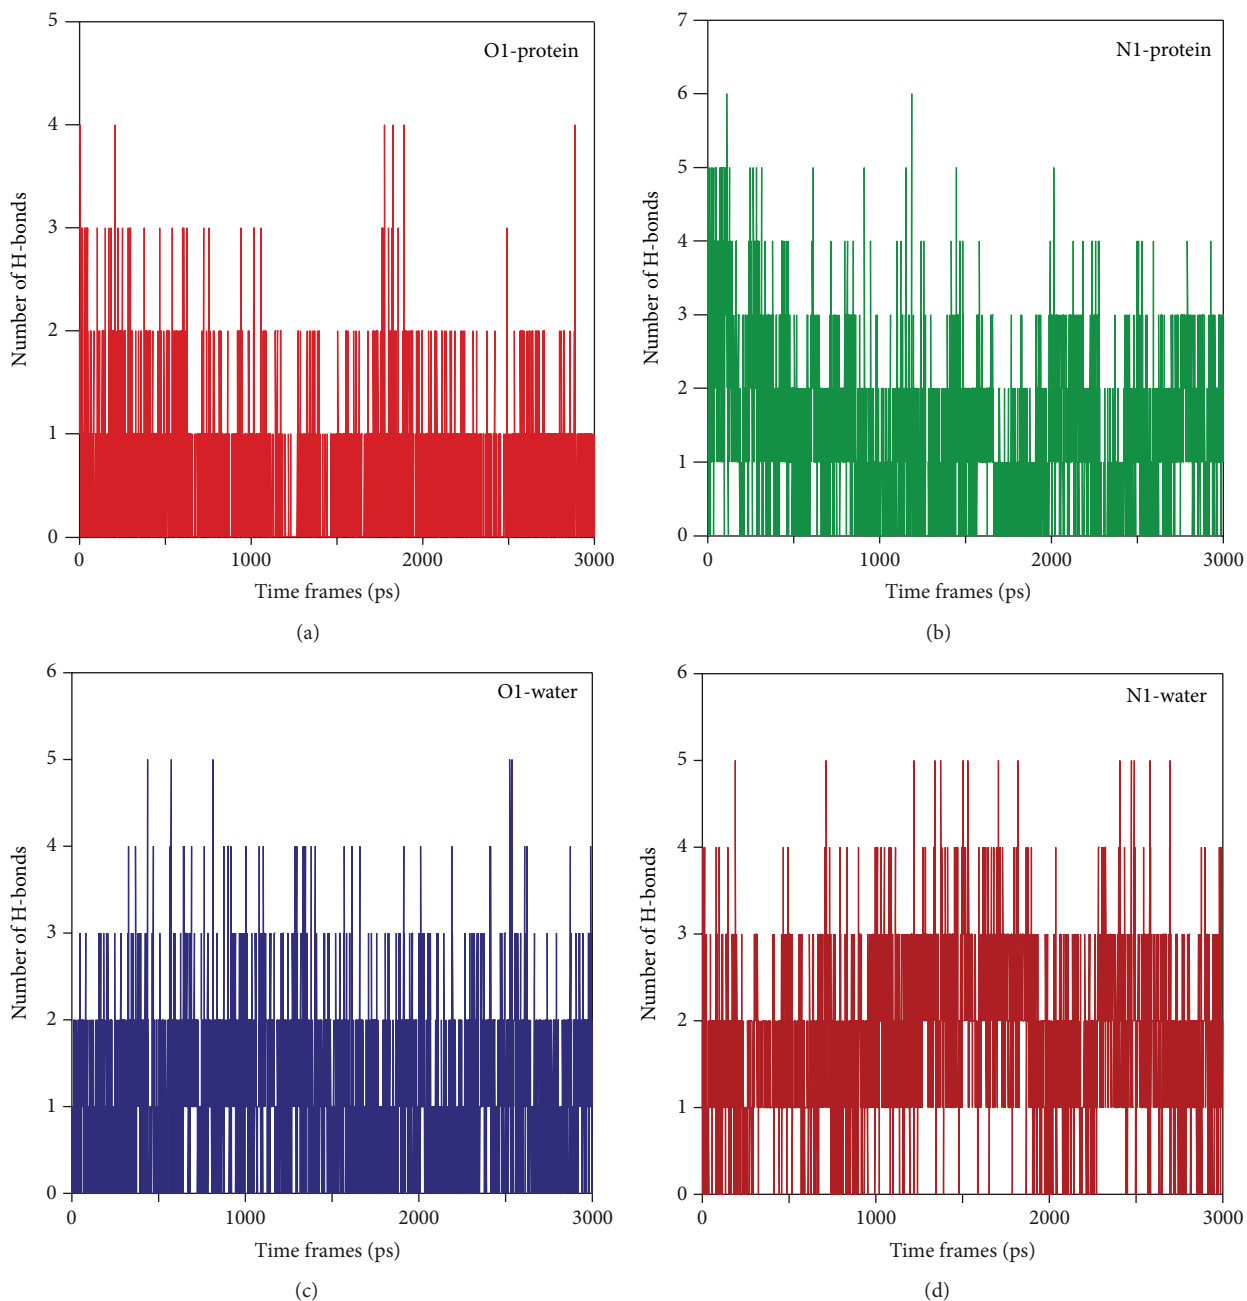 5
4
3
2
1
0
0
1000
2000
3000
Number of H-bonds
O1-protein
Time frames (ps)
(a)
7
6
5
4
3
2
1
0
0
1000
2000
3000
Number of H-bonds
N1-protein
Time frames (ps)
(b)
6
5
4
3
2
1
0
0
1000
2000
3000
Number of H-bonds
O1-water
Time frames (ps)
(c)
6
5
4
3
2
1
0
0
1000
2000
3000
Number of H-bonds
N1-water
Time frames (ps)
(d)